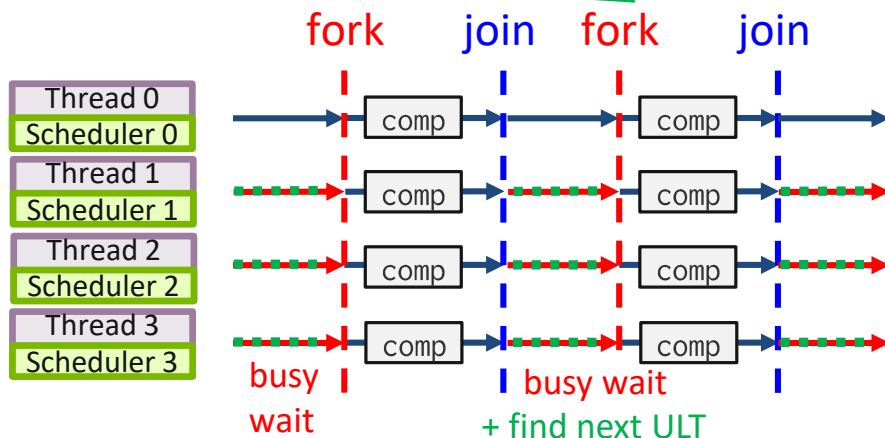 fork join fork join
Thread 0
Scheduler 0
comp comp
Thread 1
Scheduler 1
comp comp
Thread 2
Scheduler 2
comp comp
Thread 3
Scheduler 3
comp comp
busy
wait
busy wait
+ find next ULT